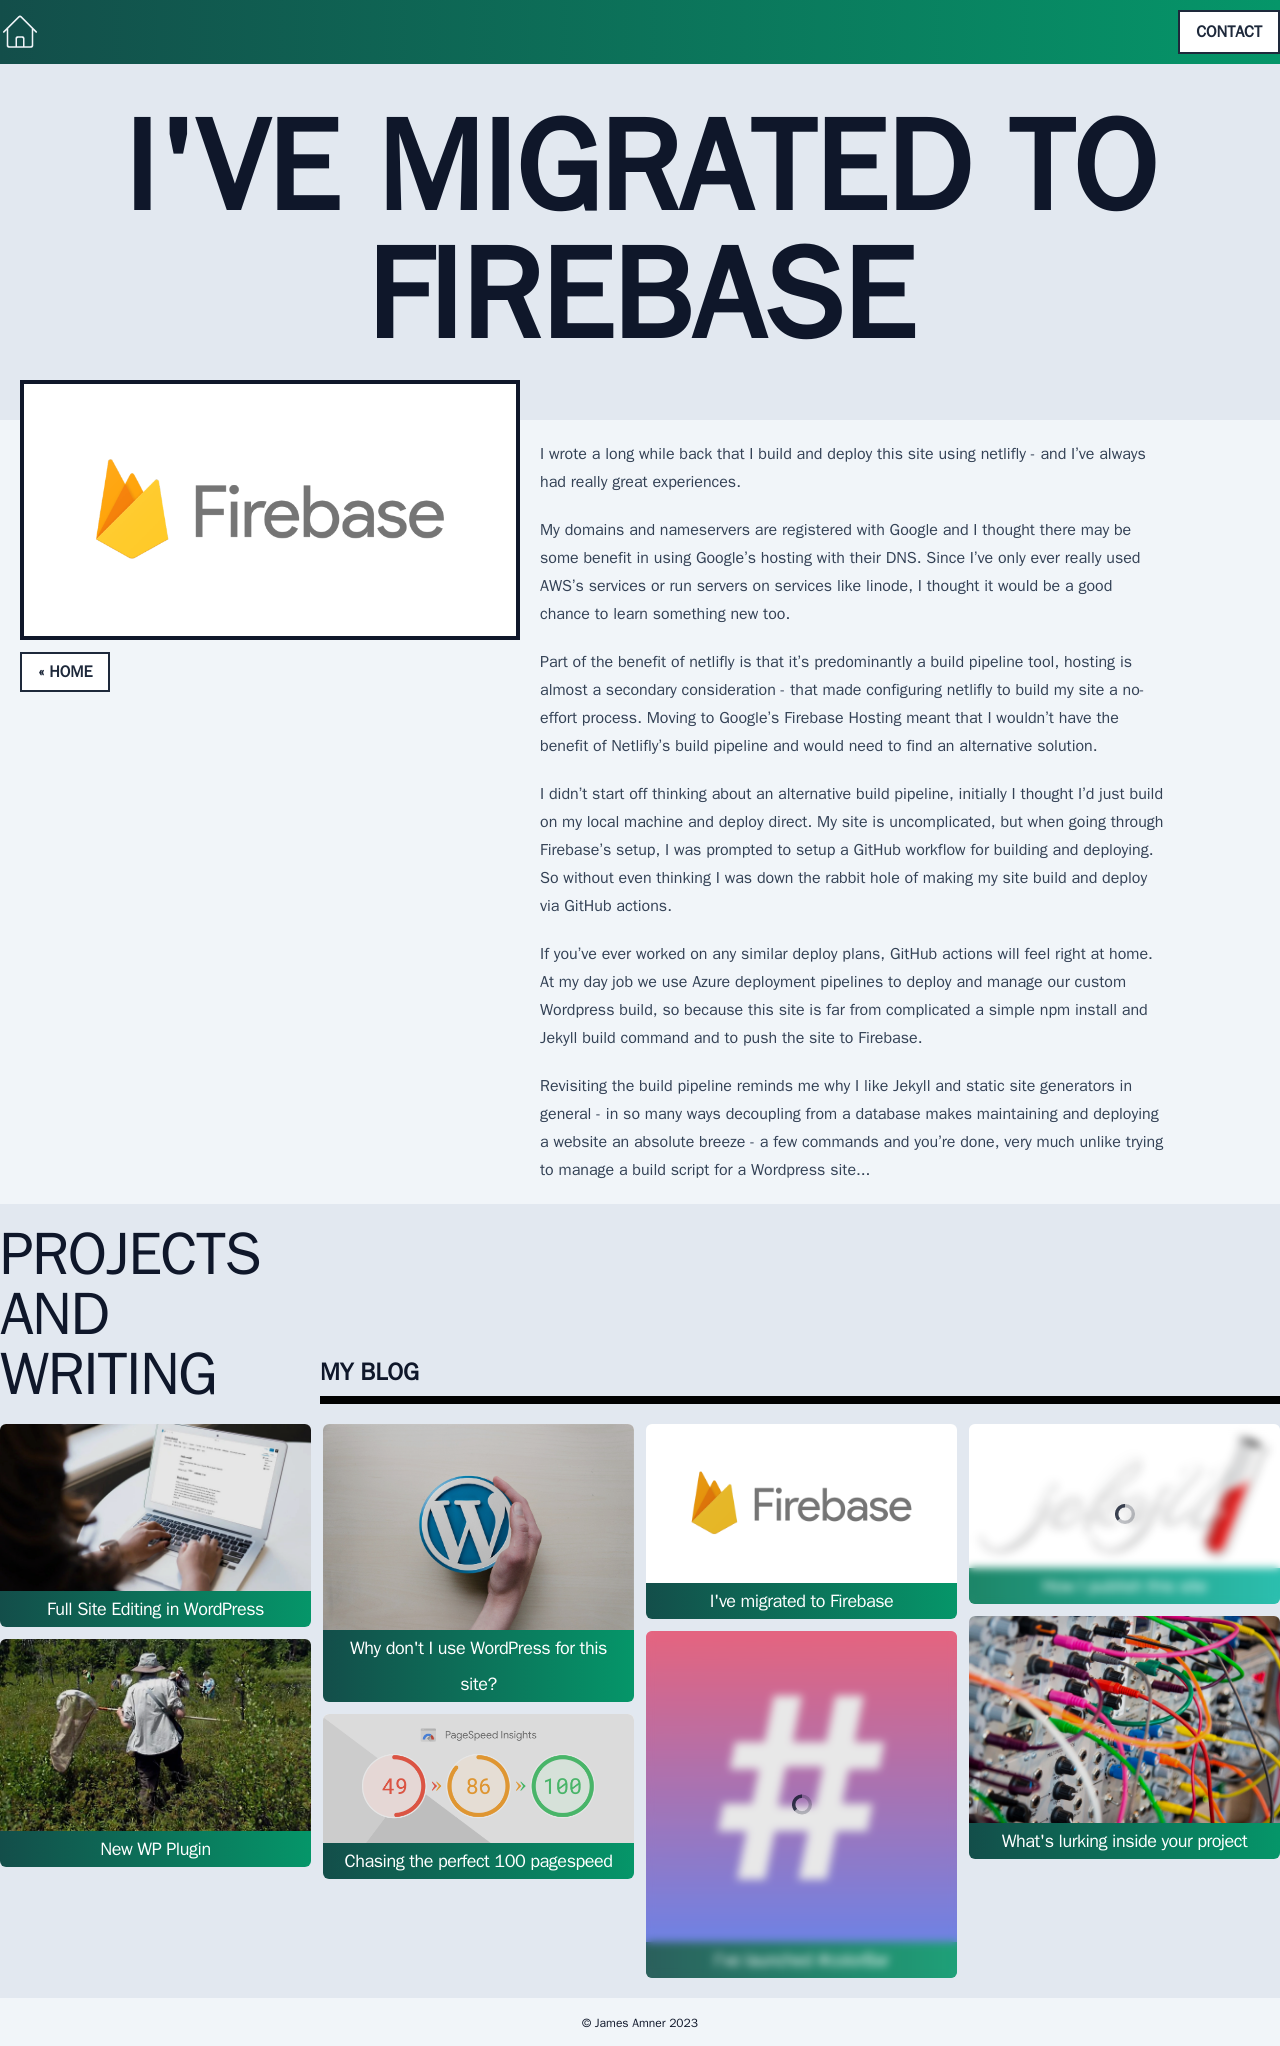 CONTACT
I'VE MIGRATED TO
FIREBASE
Firebase
I wrote a long while back that I build and deploy this site using netlifly - and I’ve always
had really great experiences.
My domains and nameservers are registered with Google and I thought there may be
some benefit in using Google’s hosting with their DNS. Since I’ve only ever really used
AWS’s services or run servers on services like linode, I thought it would be a good
chance to learn something new too.
« HOME
Part of the benefit of netlifly is that it’s predominantly a build pipeline tool, hosting is
almost a secondary consideration - that made configuring netlifly to build my site a no-
effort process. Moving to Google’s Firebase Hosting meant that I wouldn’t have the
benefit of Netlifly’s build pipeline and would need to find an alternative solution.
I didn’t start off thinking about an alternative build pipeline, initially I thought I’d just build
on my local machine and deploy direct. My site is uncomplicated, but when going through
Firebase’s setup, I was prompted to setup a GitHub workflow for building and deploying.
So without even thinking I was down the rabbit hole of making my site build and deploy
via GitHub actions.
If you’ve ever worked on any similar deploy plans, GitHub actions will feel right at home.
At my day job we use Azure deployment pipelines to deploy and manage our custom
Wordpress build, so because this site is far from complicated a simple npm install and
Jekyll build command and to push the site to Firebase.
Revisiting the build pipeline reminds me why I like Jekyll and static site generators in
general - in so many ways decoupling from a database makes maintaining and deploying
a website an absolute breeze - a few commands and you’re done, very much unlike trying
to manage a build script for a Wordpress site...
PROJECTS
AND
WRITING
MY BLOG
Full Site Editing in WordPress
New WP Plugin
Why don't I use WordPress for this
site?
PageSpeed Insights
49 » 86 » 100
Chasing the perfect 100 pagespeed
Firebase
I've migrated to Firebase
#
jekyll
How I publish this site
What's lurking inside your project
© James Amner 2023